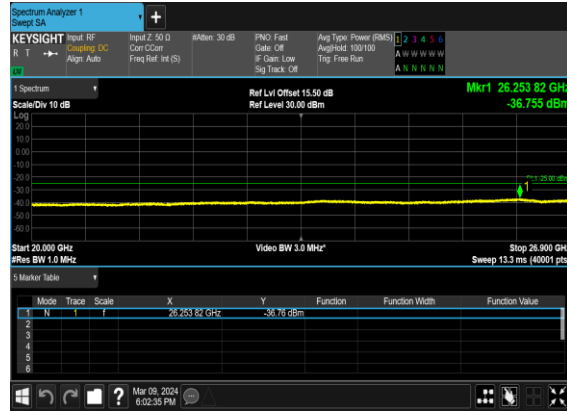 Spectrum Analyzer 1
Swept SA
+
KEYSIGHT Input: RF Input Z: 50 Ω #Atten: 30 dB PNO: Fast Avg Type: Power (RMS) 1 2 3 4 5 6
R T Coupling: DC Corr CCorr Gate: Off Avg|Hold: 100/100 A W W W W W
Align: Auto Freq Ref: Int (S) IF Gain: Low Trig: Free Run
Sig Track: Off A N N N N N
1 Spectrum Ref Lvl Offset 15.50 dB Mkr1 26.253 82 GHz
Scale/Div 10 dB Ref Level 30.00 dBm -36.755 dBm
Log
20.0
10.0
0.00
-10.0
-20.0
-30.0
-40.0
-50.0
-60.0
1
Start 20.000 GHz Video BW 3.0 MHz* Stop 26.900 GHz
#Res BW 1.0 MHz Sweep 13.3 ms (40001 pts)
5 Marker Table
Mode Trace Scale X Y Function Function Width Function Value
1 N 1 f 26.253 82 GHz -36.76 dBm
2
3
4
5
6
? Mar 09, 2024
6:02:35 PM